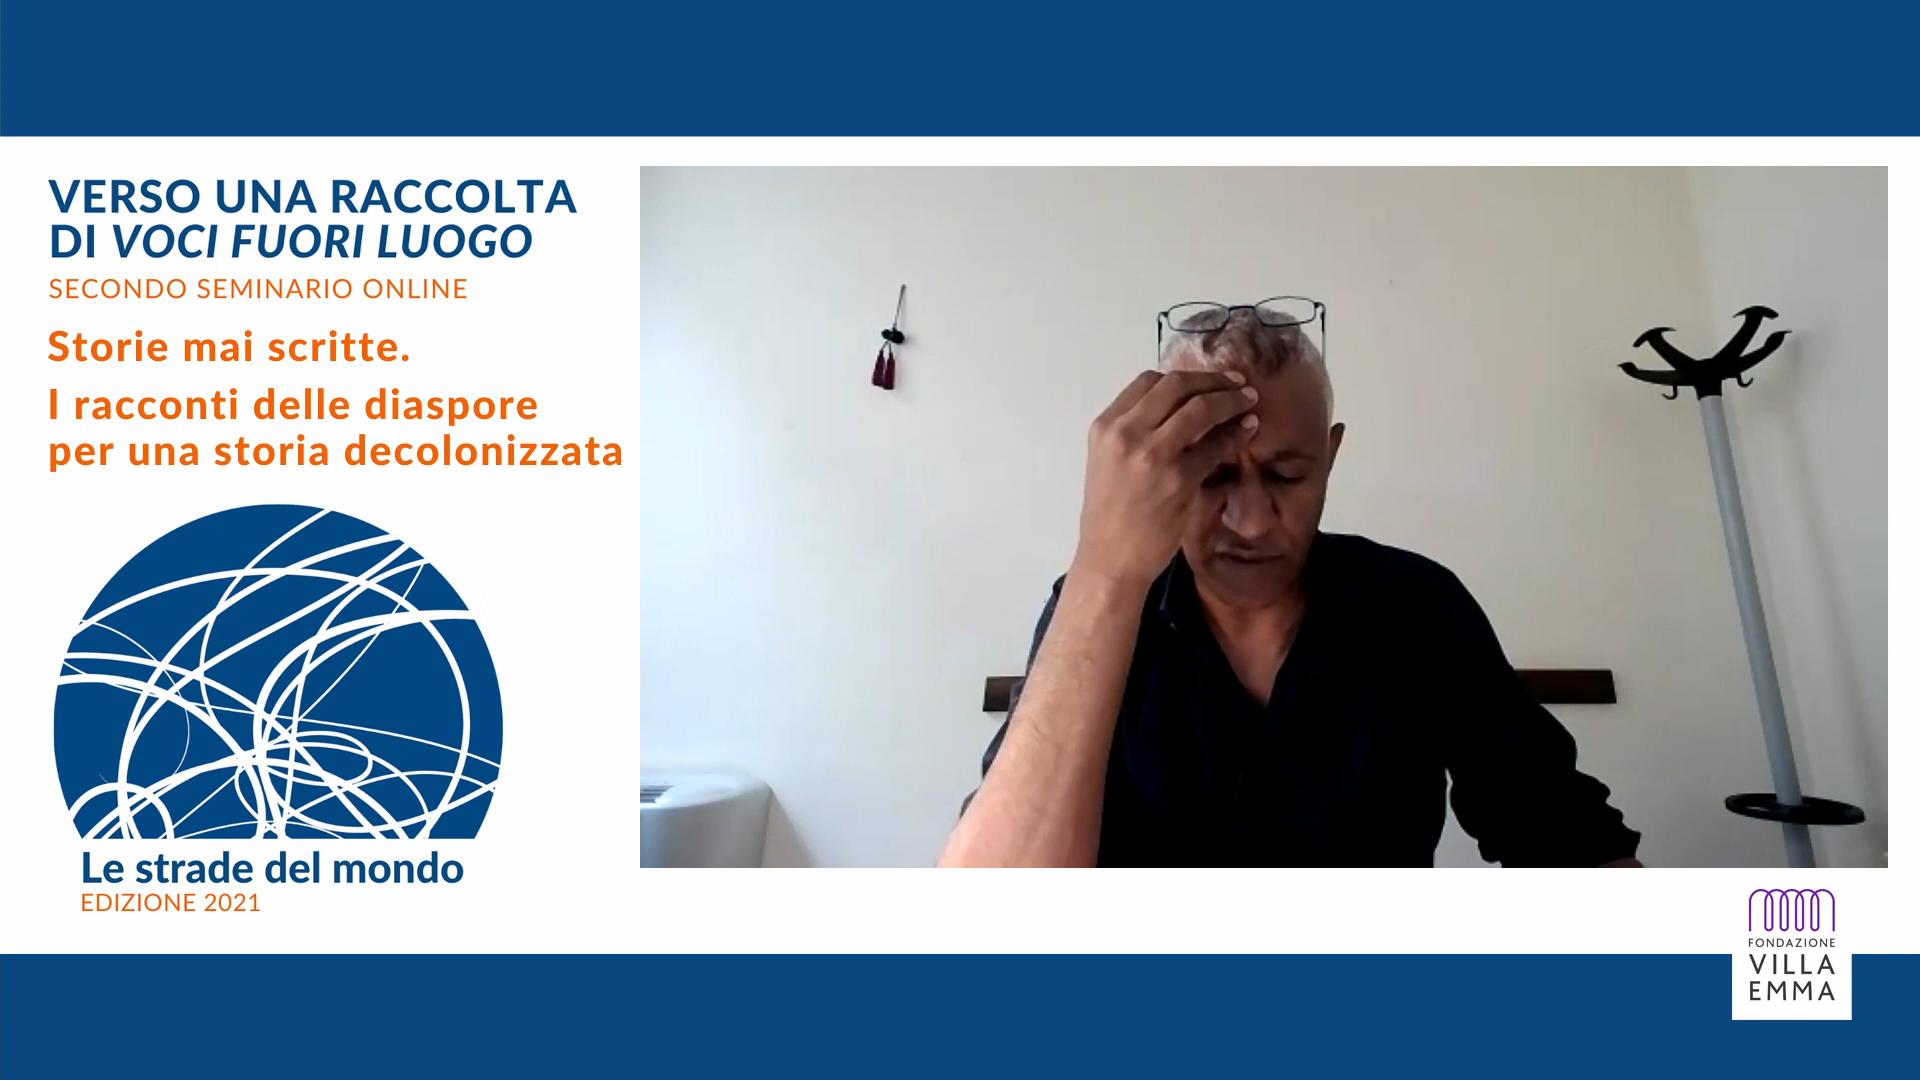 VERSO UNA RACCOLTA
DI VOCI FUORI LUOGO
SECONDO SEMINARIO ONLINE
Storie mai scritte.
I racconti delle diaspore
per una storia decolonizzata
Le strade del mondo
EDIZIONE 2021
FONDAZIONE
VILLA
EMMA